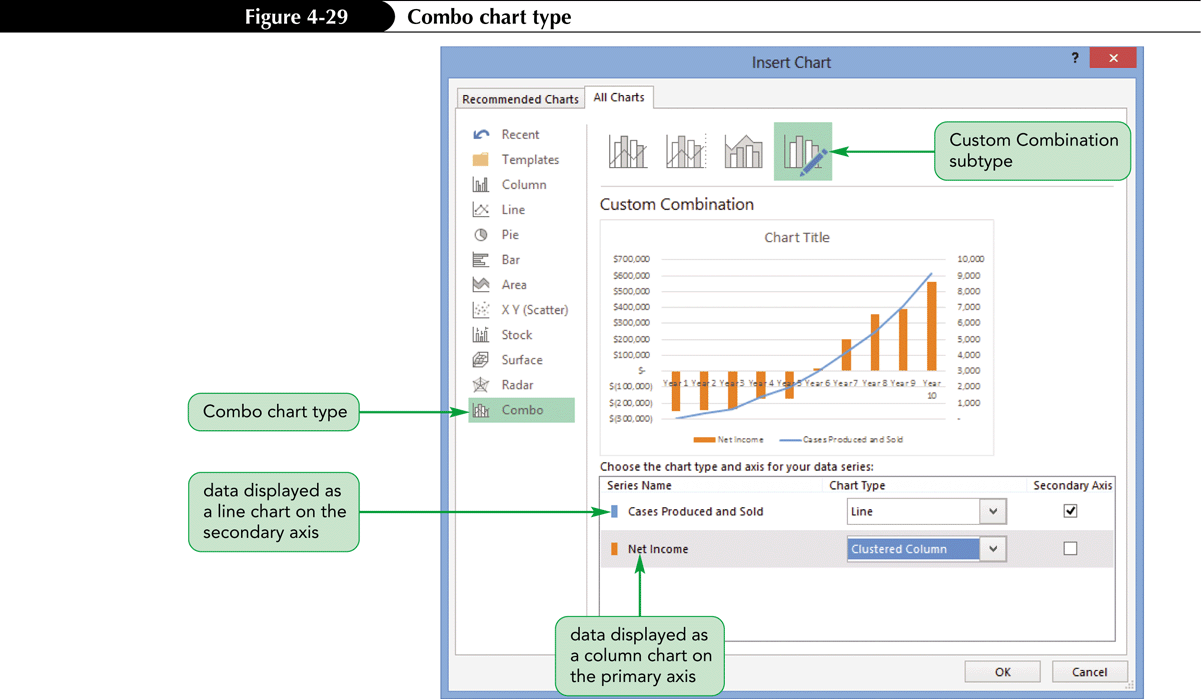 Figure 4-29 Combo chart type
Insert Chart
?
Recommended Charts All Charts
Recent
Templates
Column
Line
Pie
Bar
Area
X Y (Scatter)
Stock
Surface
Radar
Combo
Custom Combination
subtype
Custom Combination
Chart Title
$700,000
$600,000
$500,000
$400,000
$300,000
$200,000
$100,000
$-
$(100,000)
$(200,000)
$(300,000)
10,000
9,000
8,000
7,000
6,000
5,000
4,000
3,000
2,000
1,000
-
Year 1 Year 2 Year 3 Year 4 Year 5 Year 6 Year 7 Year 8 Year 9 Year
10
Net Income Cases Produced and Sold
Combo chart type
Choose the chart type and axis for your data series:
Series Name Chart Type Secondary Axis
Cases Produced and Sold Line
Net Income Clustered Column
data displayed as
a line chart on the
secondary axis
data displayed as
a column chart on
the primary axis
OK Cancel